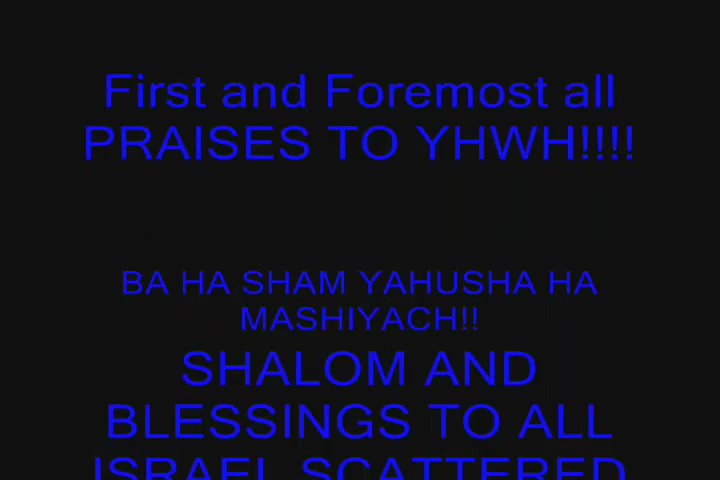 First and Foremost all
PRAISES TO YHWH!!!!
BA HA SHAM YAHUSHA HA
MASHIYACH!!
SHALOM AND
BLESSINGS TO ALL
ISRAEL SCATTERED